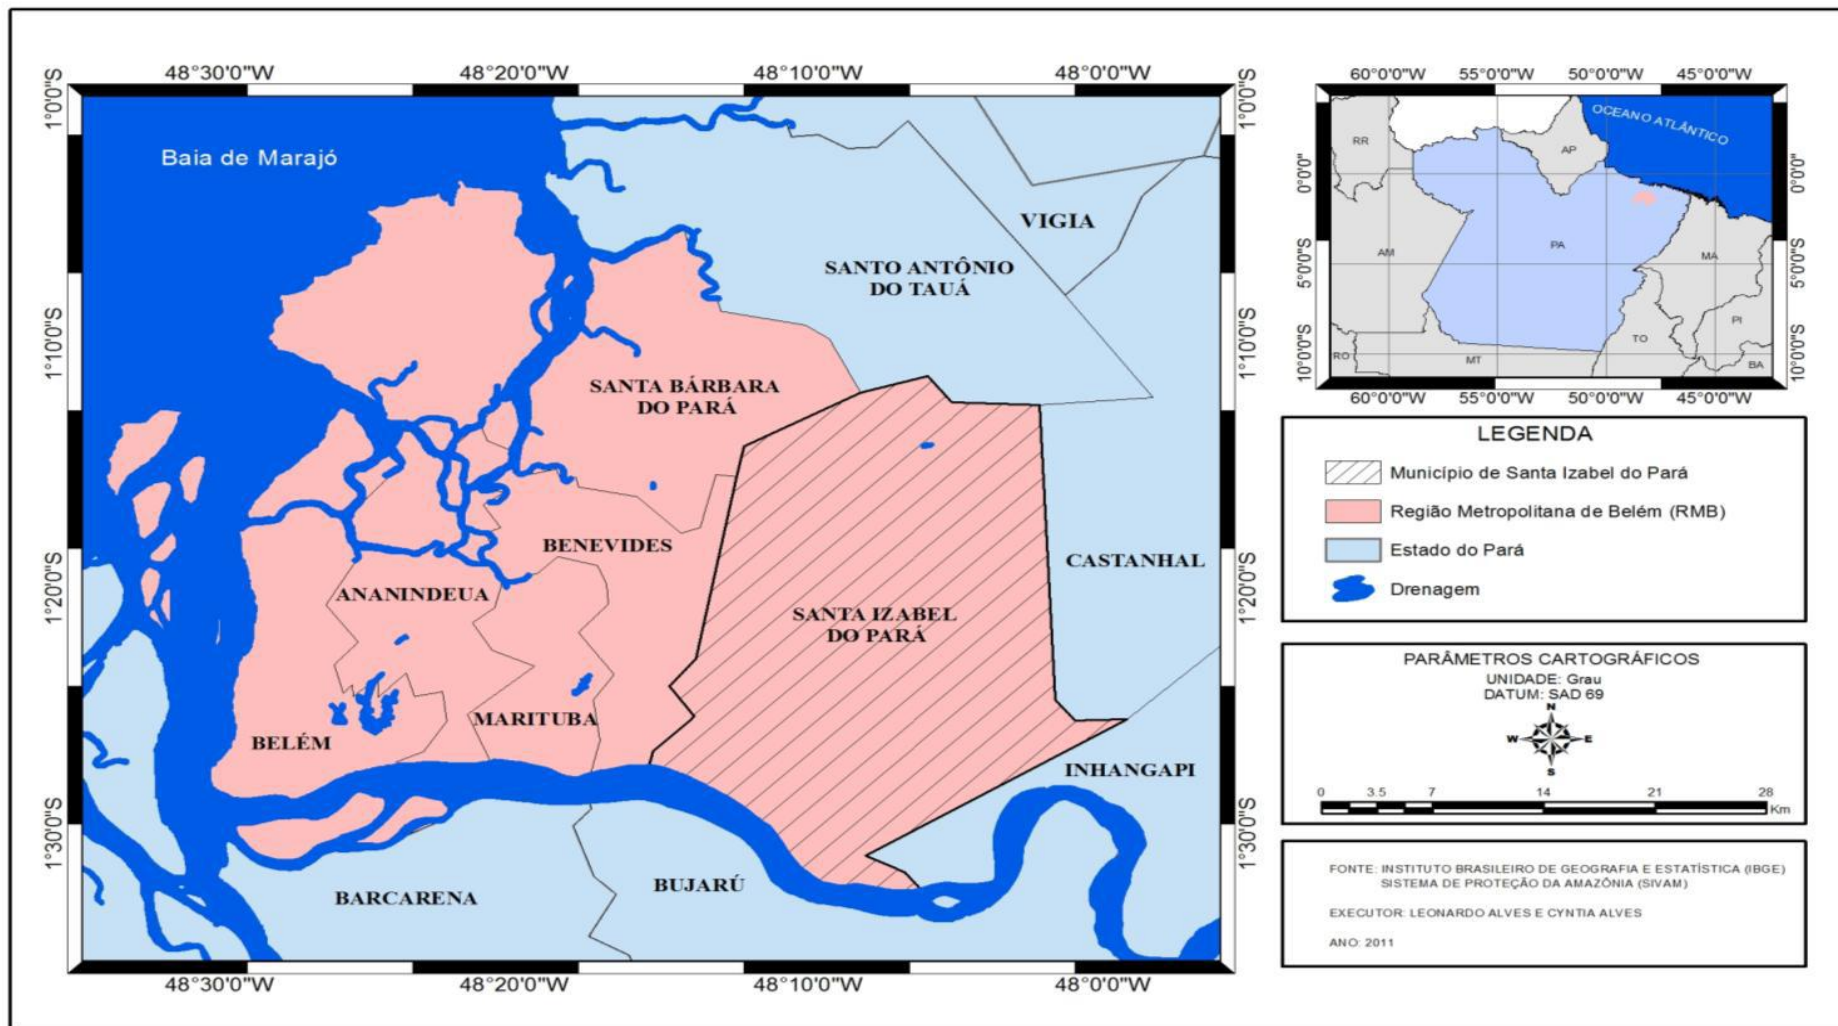 48°30'0"W
48°20'0"W
48°10'0"W
48°0'0"W
1°0'0"S
1°10'0"S
1°20'0"S
1°30'0"S
Baia de Marajó
VIGIA
SANTO ANTÔNIO
DO TAUÁ
SANTA BÁRBARA
DO PARÁ
BENEVIDES
ANANINDEUA
CASTANHAL
SANTA IZABEL
DO PARÁ
MARITUBA
BELÉM
INHANGAPI
BARCARENA
BUJARÚ
1°0'0"S
1°10'0"S
1°20'0"S
1°30'0"S
48°30'0"W
48°20'0"W
48°10'0"W
48°0'0"W
60°0'0"W
55°0'0"W
50°0'0"W
45°0'0"W
0°0'0"
5°0'0"S
10°0'0"S
OCEANO ATLÂNTICO
RR
AP
AM
PA
MA
PI
TO
RO
MT
BA
0°0'0"
5°0'0"S
10°0'0"S
60°0'0"W
55°0'0"W
50°0'0"W
45°0'0"W
LEGENDA
Município de Santa Izabel do Pará
Região Metropolitana de Belém (RMB)
Estado do Pará
Drenagem
PARÂMETROS CARTOGRÁFICOS
UNIDADE: Grau
DATUM: SAD 69
N
W
E
S
0 3.5 7 14 21 28
Km
FONTE: INSTITUTO BRASILEIRO DE GEOGRAFIA E ESTATÍSTICA (IBGE)
SISTEMA DE PROTEÇÃO DA AMAZÔNIA (SIVAM)
EXECUTOR: LEONARDO ALVES E CYNTIA ALVES
ANO: 2011